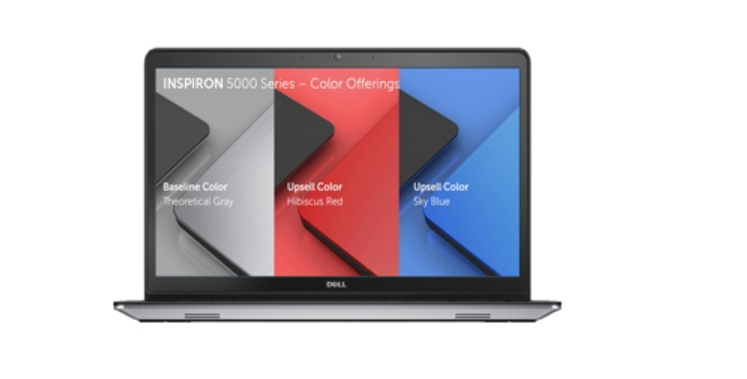 INSPIRON 5000 Series – Color Offerings
Baseline Color
Theoretical Gray
Upsell Color
Hibiscus Red
Upsell Color
Sky Blue
DELL